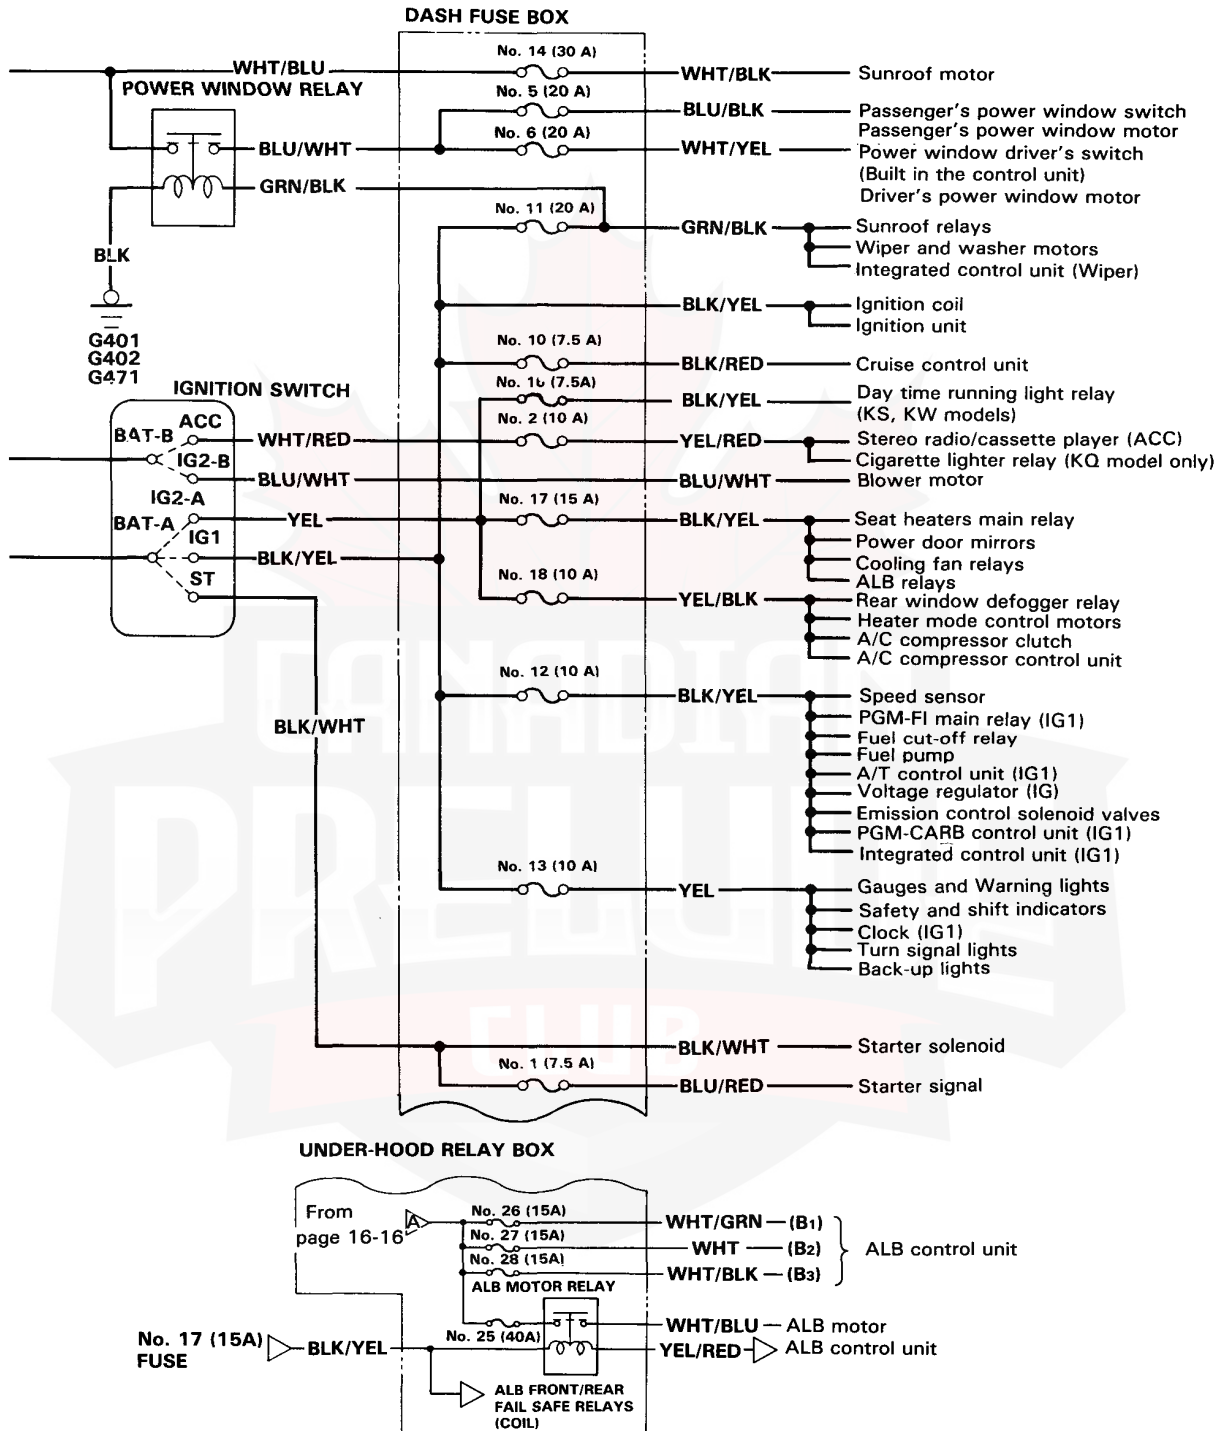 DASH FUSE BOX
No. 14 (30 A)
WHT/BLU
WHT/BLK
Sunroof motor
POWER WINDOW RELAY
No. 5 (20 A)
BLU/BLK
Passenger's power window switch
Passenger's power window motor
No. 6 (20 A)
BLU/WHT
WHT/YEL
Power window driver's switch
(Built in the control unit)
Driver's power window motor
GRN/BLK
No. 11 (20 A)
GRN/BLK
Sunroof relays
Wiper and washer motors
Integrated control unit (Wiper)
BLK
BLK/YEL
Ignition coil
Ignition unit
G401
G402
G471
No. 10 (7.5 A)
BLK/RED
Cruise control unit
IGNITION SWITCH
No. 16 (7.5A)
BLK/YEL
Day time running light relay
(KS, KW models)
ACC
BAT-B
WHT/RED
No. 2 (10 A)
YEL/RED
Stereo radio/cassette player (ACC)
Cigarette lighter relay (KQ model only)
IG2-B
BLU/WHT
BLU/WHT
Blower motor
IG2-A
BAT-A
YEL
No. 17 (15 A)
BLK/YEL
Seat heaters main relay
Power door mirrors
Cooling fan relays
ALB relays
IG1
BLK/YEL
ST
No. 18 (10 A)
YEL/BLK
Rear window defogger relay
Heater mode control motors
A/C compressor clutch
A/C compressor control unit
No. 12 (10 A)
BLK/YEL
Speed sensor
PGM-FI main relay (IG1)
Fuel cut-off relay
Fuel pump
A/T control unit (IG1)
Voltage regulator (IG)
Emission control solenoid valves
PGM-CARB control unit (IG1)
Integrated control unit (IG1)
BLK/WHT
No. 13 (10 A)
YEL
Gauges and Warning lights
Safety and shift indicators
Clock (IG1)
Turn signal lights
Back-up lights
CANADIAN
PRELUDE
CLUB
BLK/WHT
Starter solenoid
No. 1 (7.5 A)
BLU/RED
Starter signal
UNDER-HOOD RELAY BOX
From
page 16-16
A
No. 26 (15A)
WHT/GRN
(B1)
No. 27 (15A)
WHT
(B2)
ALB control unit
No. 28 (15A)
WHT/BLK
(B3)
ALB MOTOR RELAY
WHT/BLU
ALB motor
No. 25 (40A)
No. 17 (15A)
FUSE
BLK/YEL
YEL/RED
ALB control unit
ALB FRONT/REAR
FAIL SAFE RELAYS
(COIL)